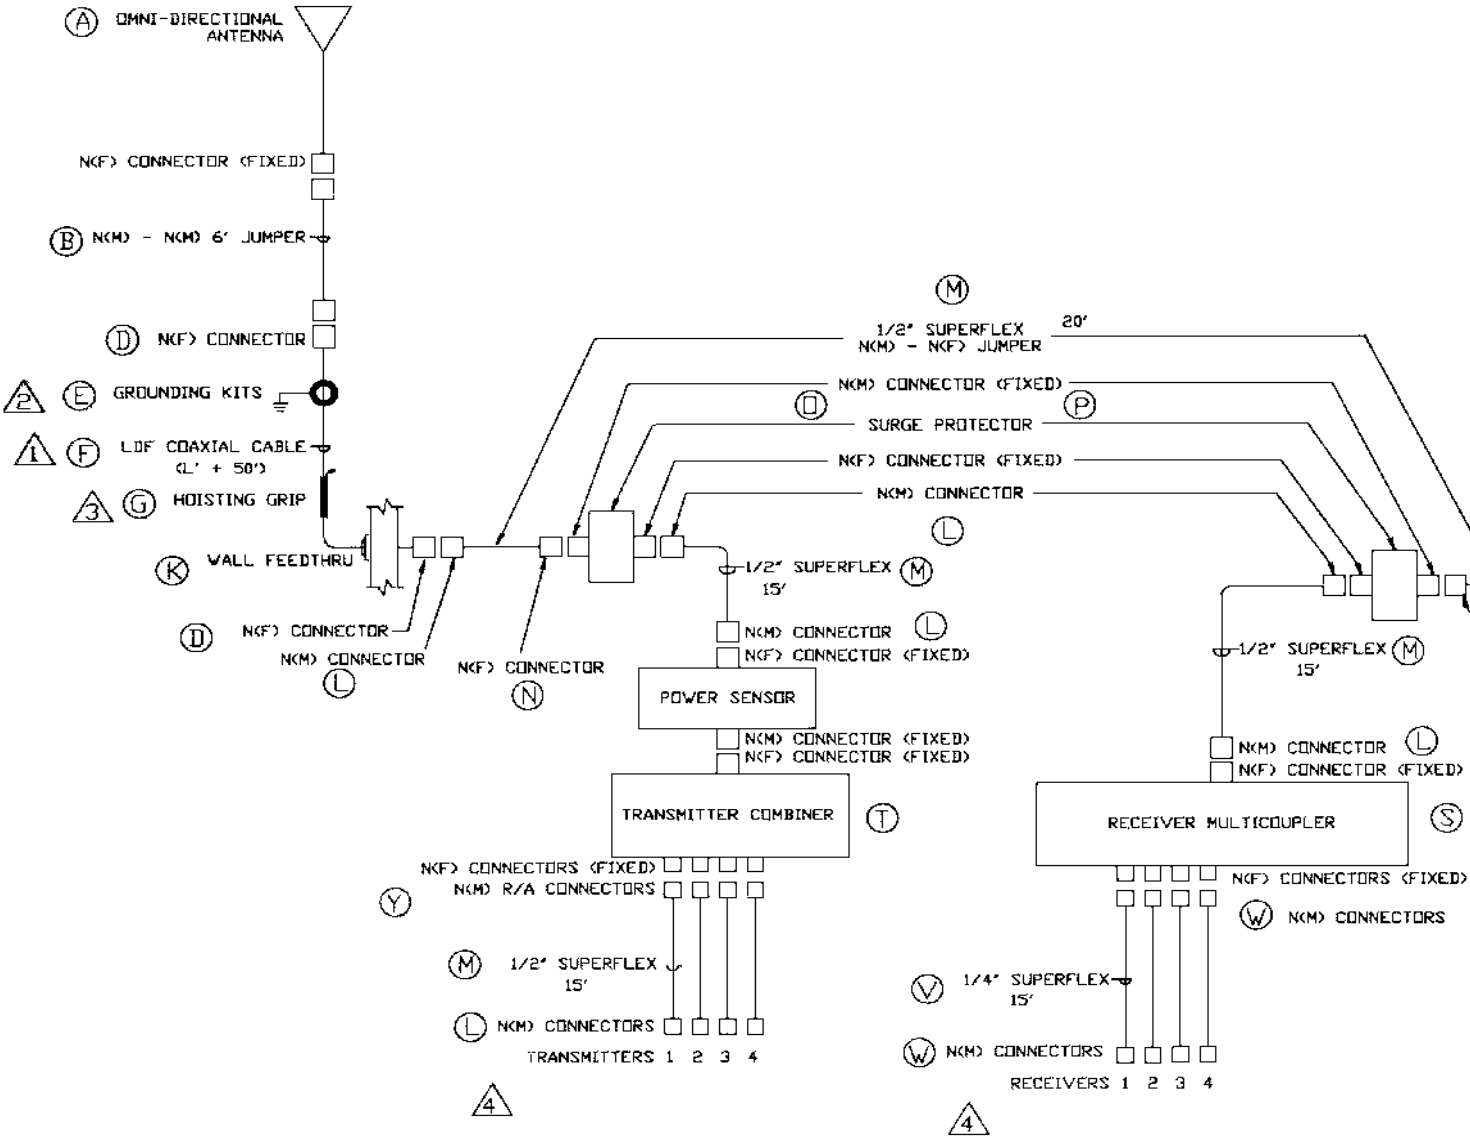 A OMNI-DIRECTIONAL
ANTENNA
N(F) CONNECTOR (FIXED)
B N(M) - N(M) 6' JUMPER
D N(F) CONNECTOR
2 E GROUNDING KITS
1 F LDF COAXIAL CABLE
(L' + 50')
3 G HOISTING GRIP
K WALL FEEDTHRU
D N(F) CONNECTOR
N(M) CONNECTOR
L
N(F) CONNECTOR
N
M
1/2" SUPERFLEX 20'
N(M) - N(F) JUMPER
N(M) CONNECTOR (FIXED)
O P
SURGE PROTECTOR
N(F) CONNECTOR (FIXED)
N(M) CONNECTOR
L
1/2" SUPERFLEX M
15'
N(M) CONNECTOR L
N(F) CONNECTOR (FIXED)
POWER SENSOR
N(M) CONNECTOR (FIXED)
N(F) CONNECTOR (FIXED)
TRANSMITTER COMBINER T
N(F) CONNECTORS (FIXED)
N(M) R/A CONNECTORS
Y
M 1/2" SUPERFLEX
15'
L N(M) CONNECTORS
TRANSMITTERS 1 2 3 4
4
1/2" SUPERFLEX M
15'
N(M) CONNECTOR L
N(F) CONNECTOR (FIXED)
RECEIVER MULTICOUPLER S
N(F) CONNECTORS (FIXED)
W N(M) CONNECTORS
V 1/4" SUPERFLEX
15'
W N(M) CONNECTORS
RECEIVERS 1 2 3 4
4